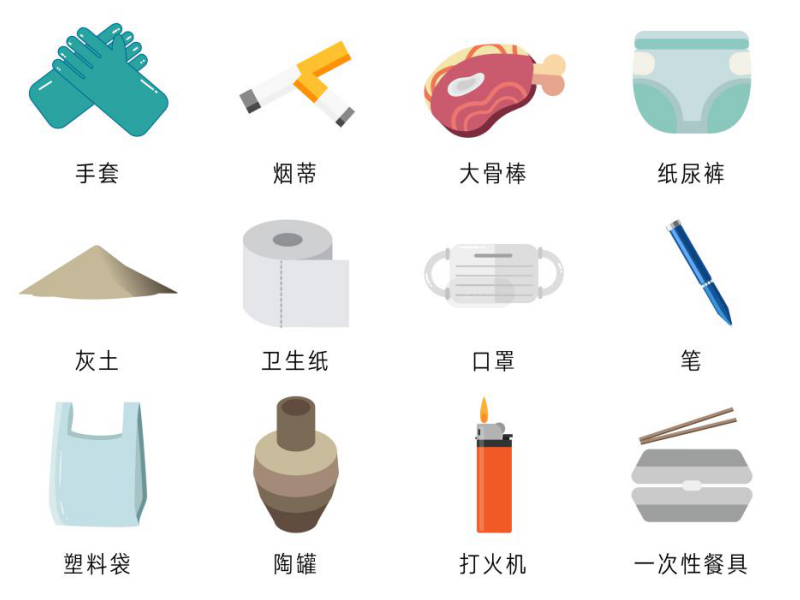 手套
烟蒂
大骨棒
纸尿裤
灰土
卫生纸
口罩
笔
塑料袋
陶罐
打火机
一次性餐具